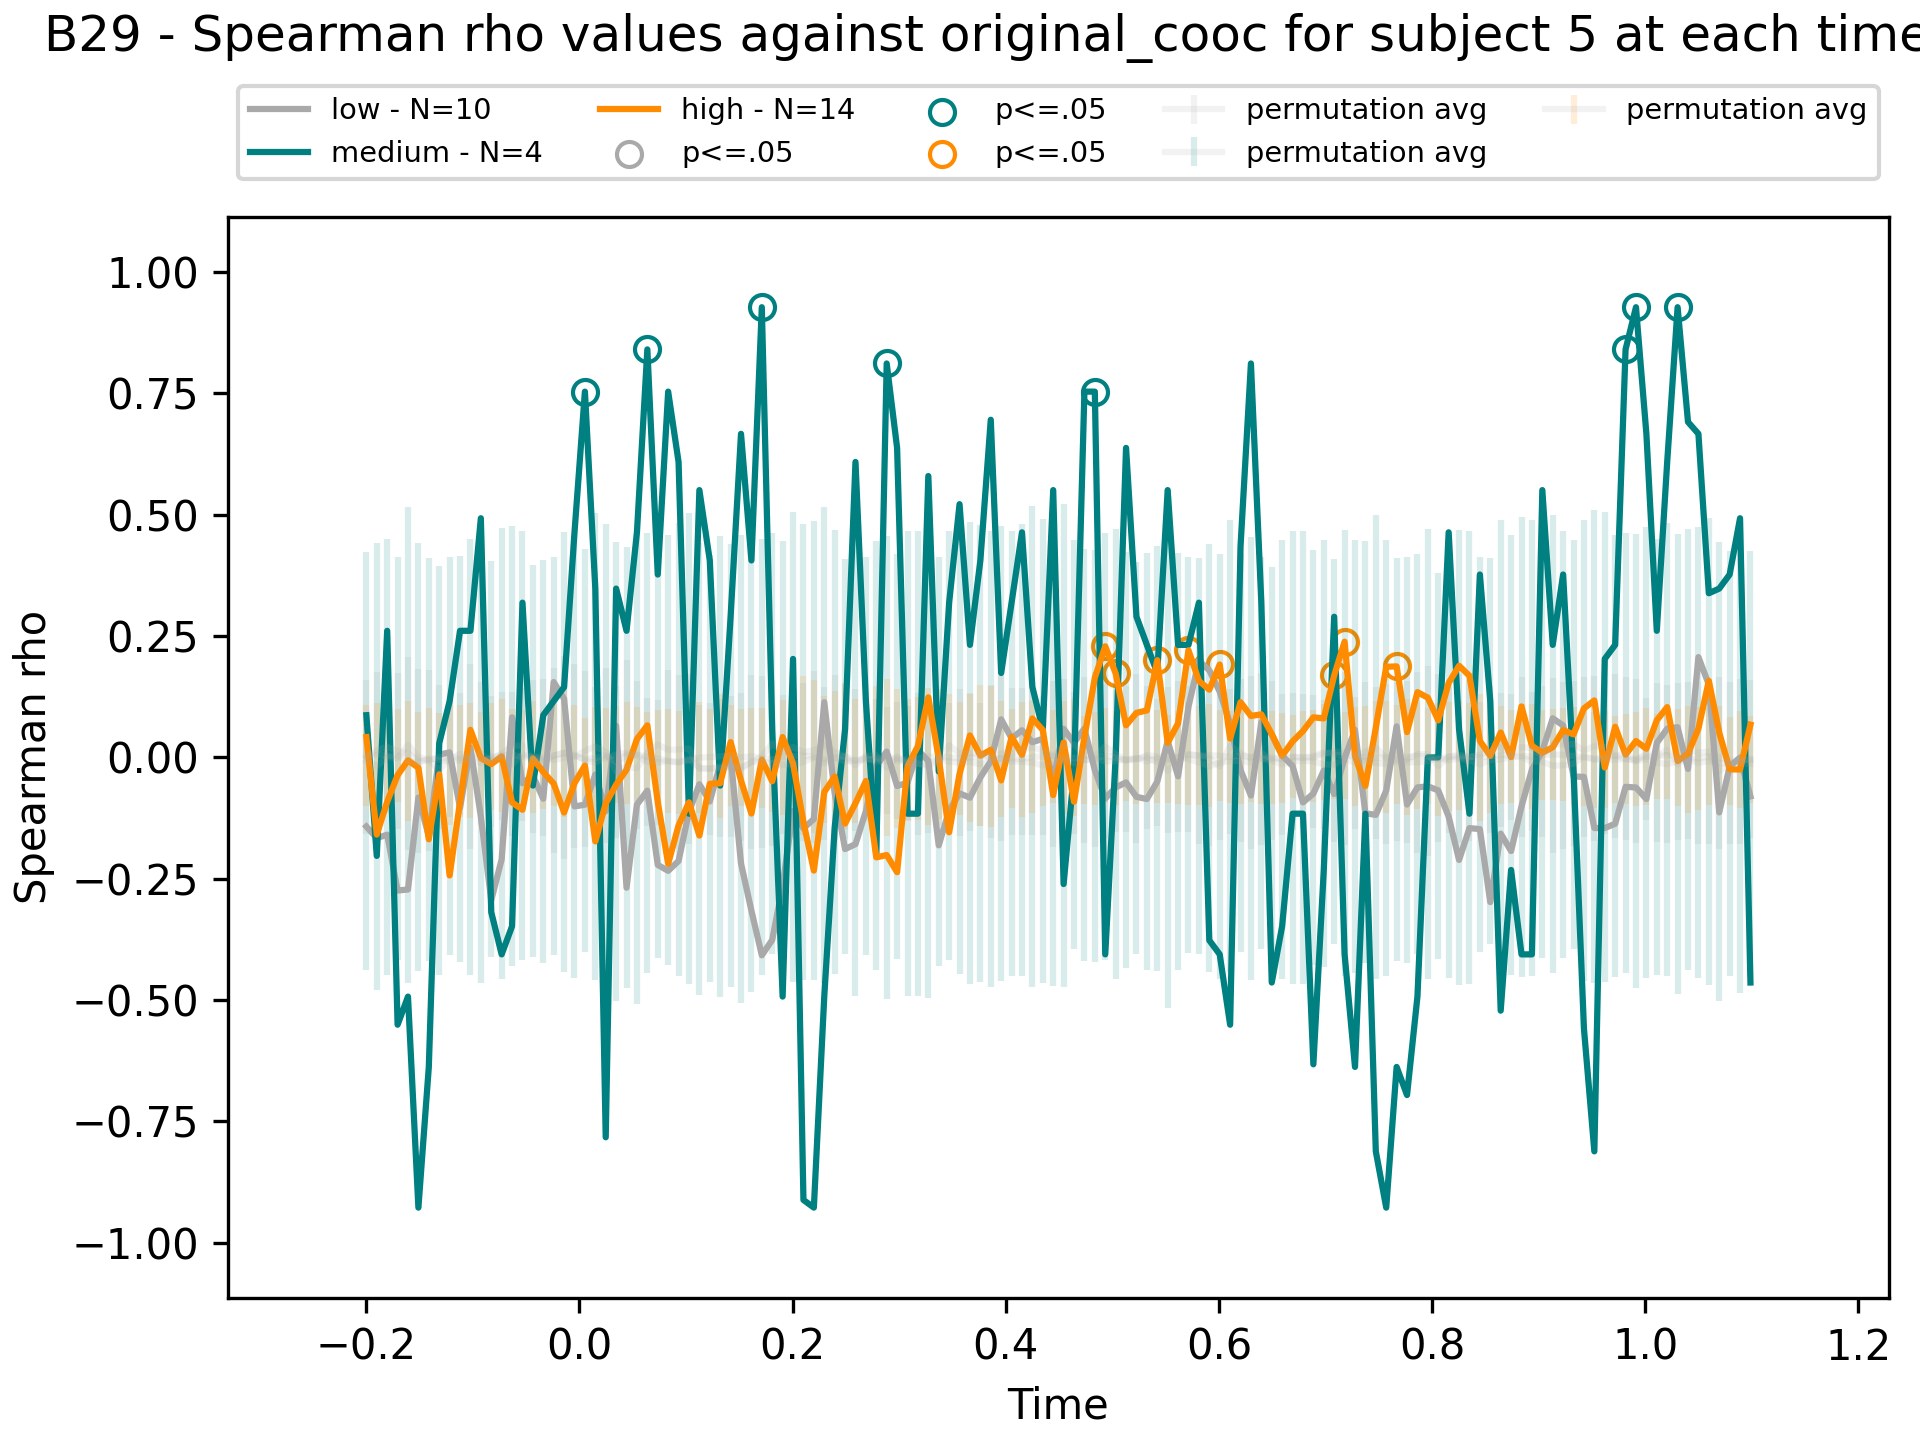 B29 - Spearman rho values against original_cooc for subject 5 at each time
low - N=10
medium - N=4
high - N=14
p<=.05
p<=.05
p<=.05
permutation avg
permutation avg
permutation avg
1.00
0.75
0.50
0.25
0.00
−0.25
−0.50
−0.75
−1.00
Spearman rho
−0.2 0.0 0.2 0.4 0.6 0.8 1.0 1.2
Time